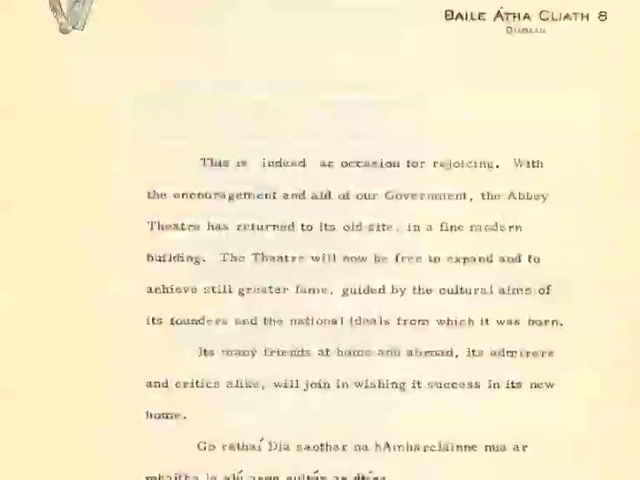 BAILE ÁTHA CLIATH 8
Dublin
This is indeed an occasion for rejoicing. With
the encouragement and aid of our Government, the Abbey
Theatre has returned to its old site, in a fine modern
building. The Theatre will now be free to expand and to
achieve still greater fame, guided by the cultural aims of
its founders and the national ideals from which it was born.
Its many friends at home and abroad, its admirers
and critics alike, will join in wishing it success in its new
home.
Go rathaí Dia saothar na hAmharclainne nua ar